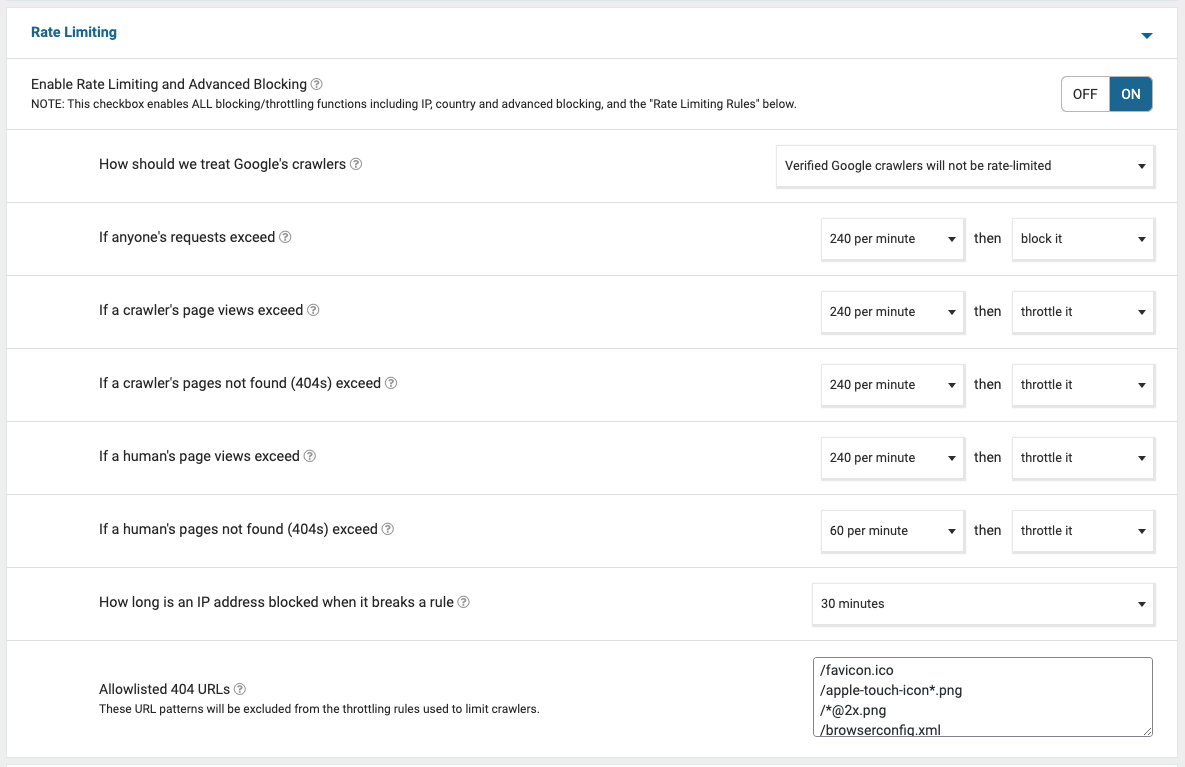 Rate Limiting
Enable Rate Limiting and Advanced Blocking
NOTE: This checkbox enables ALL blocking/throttling functions including IP, country and advanced blocking, and the "Rate Limiting Rules" below.
OFF ON
How should we treat Google's crawlers Verified Google crawlers will not be rate-limited
If anyone's requests exceed 240 per minute then block it
If a crawler's page views exceed 240 per minute then throttle it
If a crawler's pages not found (404s) exceed 240 per minute then throttle it
If a human's page views exceed 240 per minute then throttle it
If a human's pages not found (404s) exceed 60 per minute then throttle it
How long is an IP address blocked when it breaks a rule 30 minutes
Allowlisted 404 URLs
These URL patterns will be excluded from the throttling rules used to limit crawlers.
/favicon.ico
/apple-touch-icon*.png
/*@2x.png
/browserconfig.xml